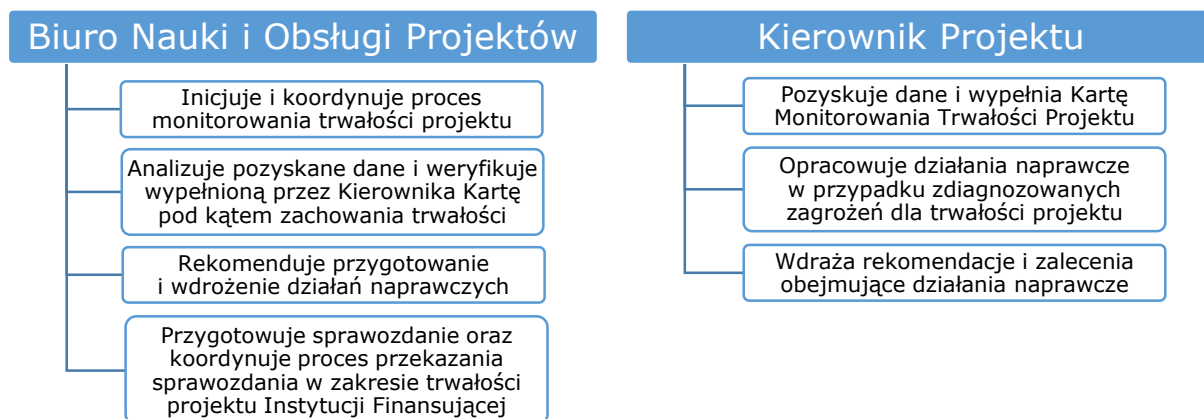 Biuro Nauki i Obsługi Projektów
Inicjuje i koordynuje proces
monitorowania trwałości projektu
Analizuje pozyskane dane i weryfikuje
wypełnioną przez Kierownika Kartę
pod kątem zachowania trwałości
Rekomenduje przygotowanie
i wdrożenie działań naprawczych
Przygotowuje sprawozdanie oraz
koordynuje proces przekazania
sprawozdania w zakresie trwałości
projektu Instytucji Finansującej
Kierownik Projektu
Pozyskuje dane i wypełnia Kartę
Monitorowania Trwałości Projektu
Opracowuje działania naprawcze
w przypadku zdiagnozowanych
zagrożeń dla trwałości projektu
Wdraża rekomendacje i zalecenia
obejmujące działania naprawcze